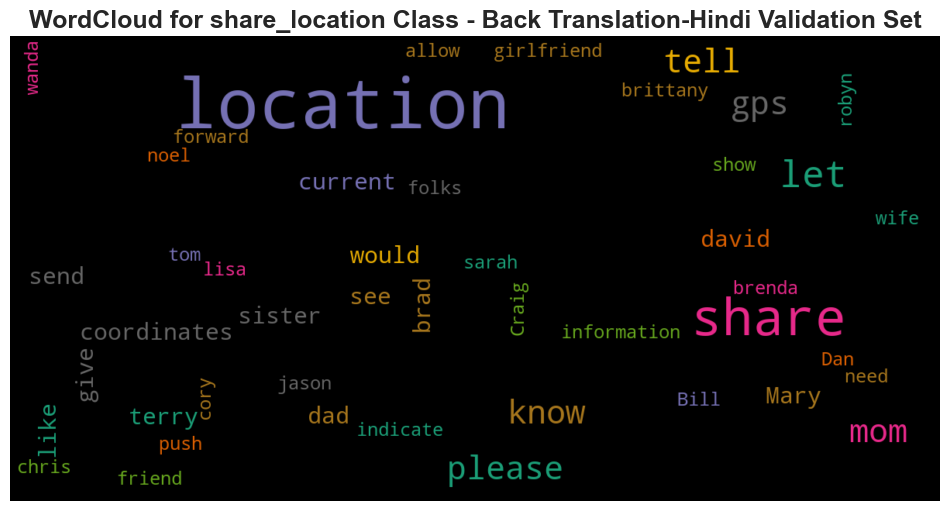 WordCloud for share_location Class - Back Translation-Hindi Validation Set
wanda
allow
girlfriend
tell
location
brittany
gps
robyn
forward
noel
current
folks
show
let
wife
david
tom
lisa
would
sarah
send
see
brad
Craig
brenda
share
sister
coordinates
information
give
cory
jason
Dan
need
Bill
Mary
like
terry
dad
know
indicate
mom
push
please
chris
friend